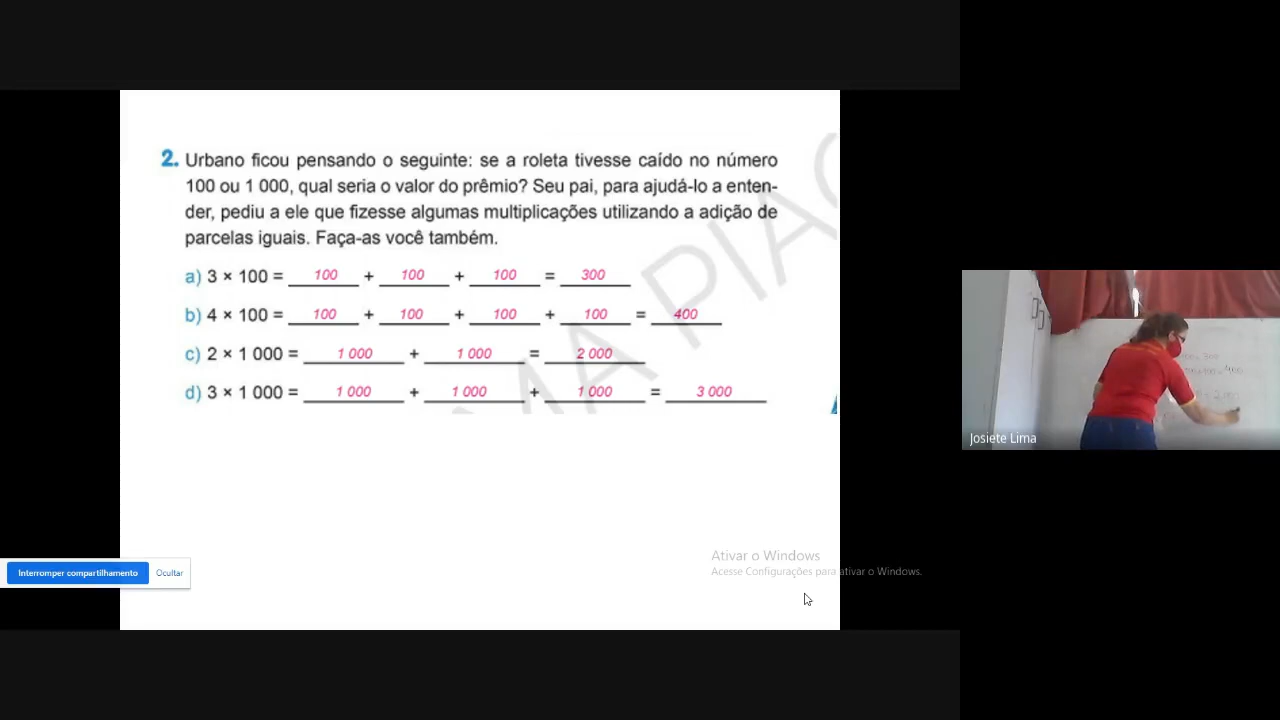 2. Urbano ficou pensando o seguinte: se a roleta tivesse caído no número
100 ou 1 000, qual seria o valor do prêmio? Seu pai, para ajudá-lo a enten-
der, pediu a ele que fizesse algumas multiplicações utilizando a adição de
parcelas iguais. Faça-as você também.
a) 3 × 100 = 100 + 100 + 100 = 300
b) 4 × 100 = 100 + 100 + 100 + 100 = 400
c) 2 × 1 000 = 1 000 + 1 000 = 2 000
d) 3 × 1 000 = 1 000 + 1 000 + 1 000 = 3 000
Josiete Lima
Ativar o Windows
Acesse Configurações para ativar o Windows.
Interromper compartilhamento
Ocultar